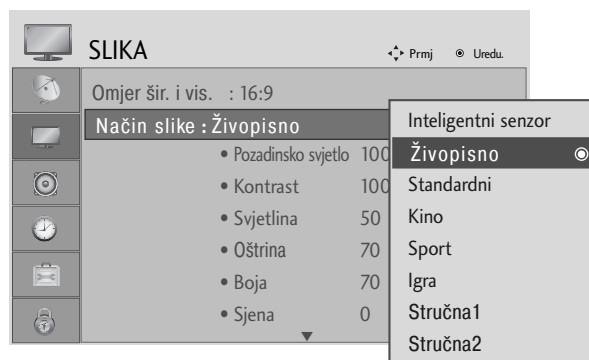 SLIKA Prmj Uredu.
Omjer šir. i vis. : 16:9
Način slike : Živopisno
• Pozadinsko svjetlo 100
• Kontrast 100
• Svjetlina 50
• Oštrina 70
• Boja 70
• Sjena 0
Inteligentni senzor
Živopisno
Standardni
Kino
Sport
Igra
Stručna1
Stručna2